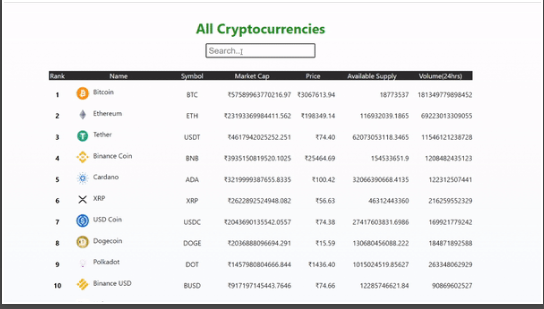 All Cryptocurrencies
Search..
Rank Name Symbol Market Cap Price Available Supply Volume(24hrs)
1 Bitcoin BTC ₹57589963770216.97 ₹3067613.94 18773537 181349779898452
2 Ethereum ETH ₹23193369984411.562 ₹198349.14 116932039.1865 69223013309055
3 Tether USDT ₹4617942025252.251 ₹74.40 62073053118.3465 11546121238728
4 Binance Coin BNB ₹3935150819520.1025 ₹25464.69 154533651.9 1208482435123
5 Cardano ADA ₹3219999387655.8335 ₹100.42 32066390668.4135 122312507441
6 XRP XRP ₹2622892524948.082 ₹56.63 46312443360 216259552329
7 USD Coin USDC ₹2043690135542.0557 ₹74.38 27417603831.6986 169921779242
8 Dogecoin DOGE ₹2036888096694.291 ₹15.59 130680456088.222 184871892588
9 Polkadot DOT ₹1457980804666.844 ₹1436.40 1015024519.85627 263348062929
10 Binance USD BUSD ₹917197145443.7646 ₹74.66 12285746621.84 90869602527